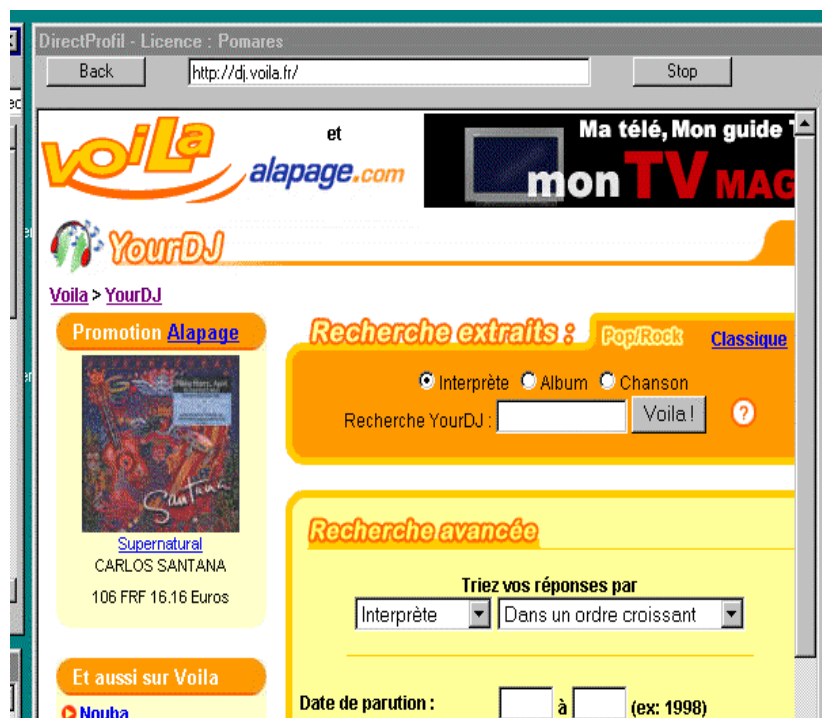 DirectProfil - Licence : Pomares
Back
http://dj.voila.fr/
Stop
voila
et
alapage.com
Ma télé, Mon guide
mon TV MAG
YourDJ
Voila > YourDJ
Promotion Alapage
Santana
Supernatural
CARLOS SANTANA
106 FRF 16.16 Euros
Et aussi sur Voila
Nouba
Recherche extraits :
Pop/Rock
Classique
Interprète Album Chanson
Recherche YourDJ :
Voila !
?
Recherche avancée
Triez vos réponses par
Interprète
Dans un ordre croissant
Date de parution : à (ex: 1998)